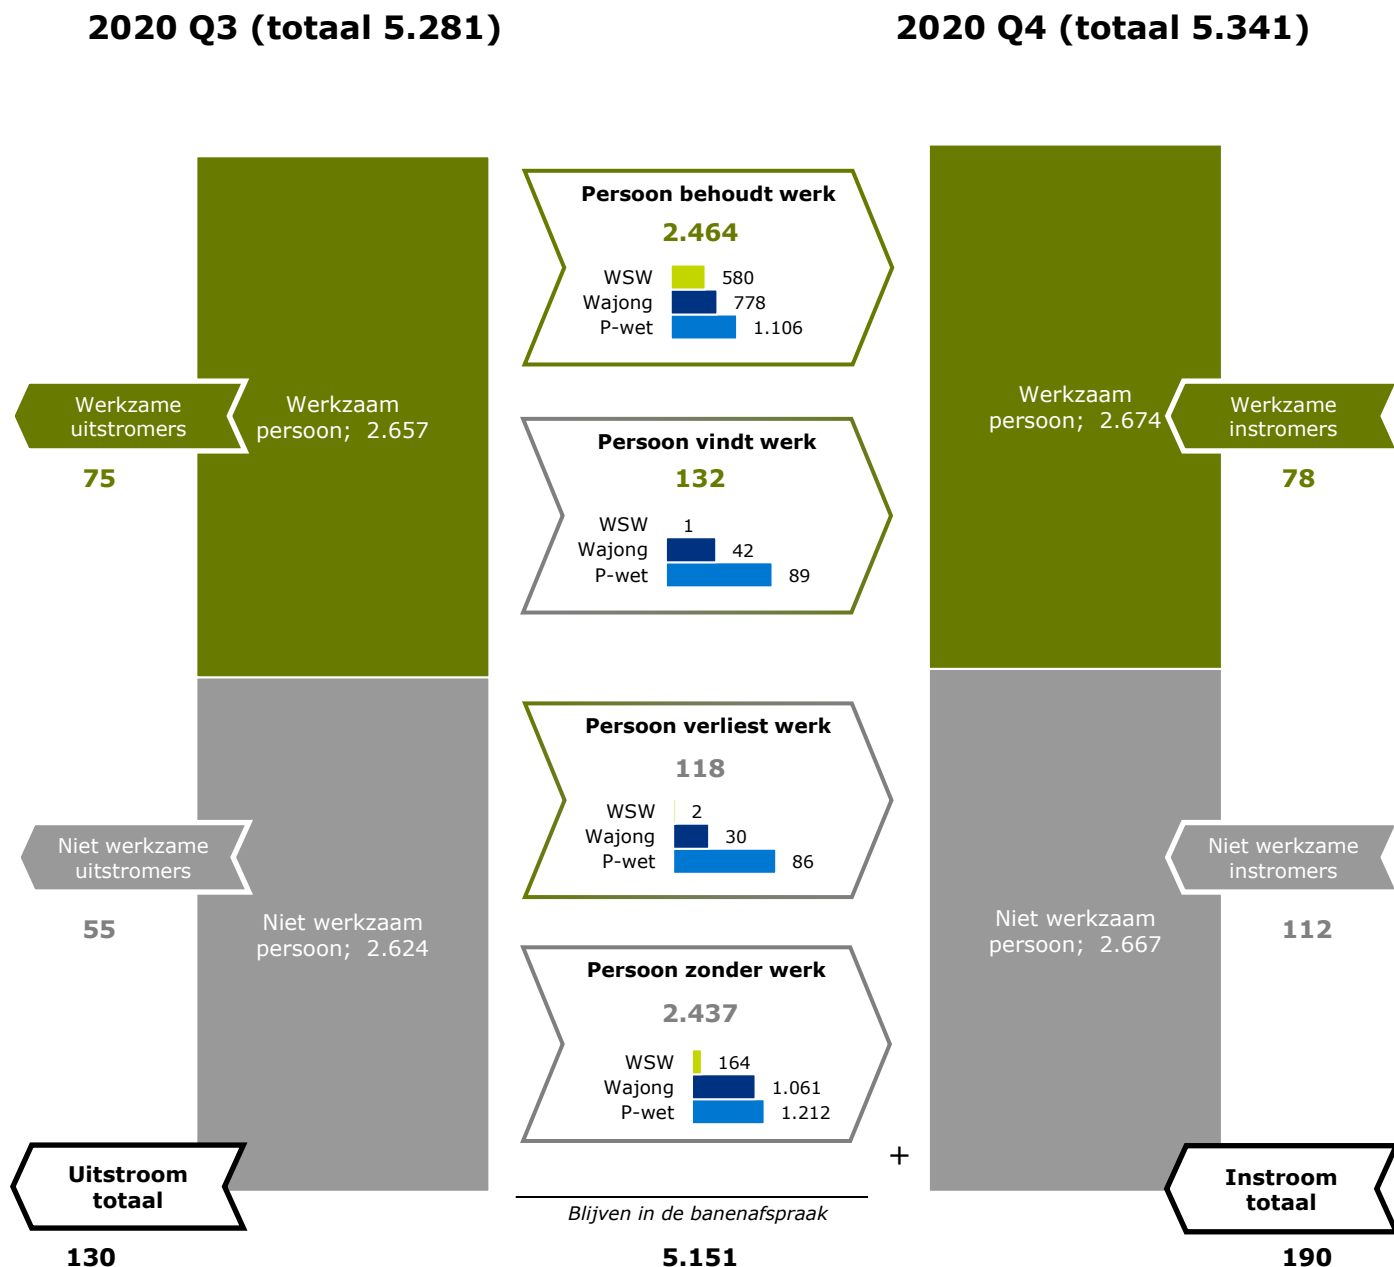 2020 Q3 (totaal 5.281)
2020 Q4 (totaal 5.341)
Persoon behoudt werk
2.464
WSW 580
Wajong 778
P-wet 1.106
Werkzame
uitstromers
75
Werkzaam
persoon; 2.657
Werkzaam
persoon; 2.674
Werkzame
instromers
78
Persoon vindt werk
132
WSW 1
Wajong 42
P-wet 89
Persoon verliest werk
118
WSW 2
Wajong 30
P-wet 86
Niet werkzame
uitstromers
55
Niet werkzaam
persoon; 2.624
Niet werkzaam
persoon; 2.667
Niet werkzame
instromers
112
Persoon zonder werk
2.437
WSW 164
Wajong 1.061
P-wet 1.212
+
Uitstroom
totaal
130
Blijven in de banenafspraak
5.151
Instroom
totaal
190